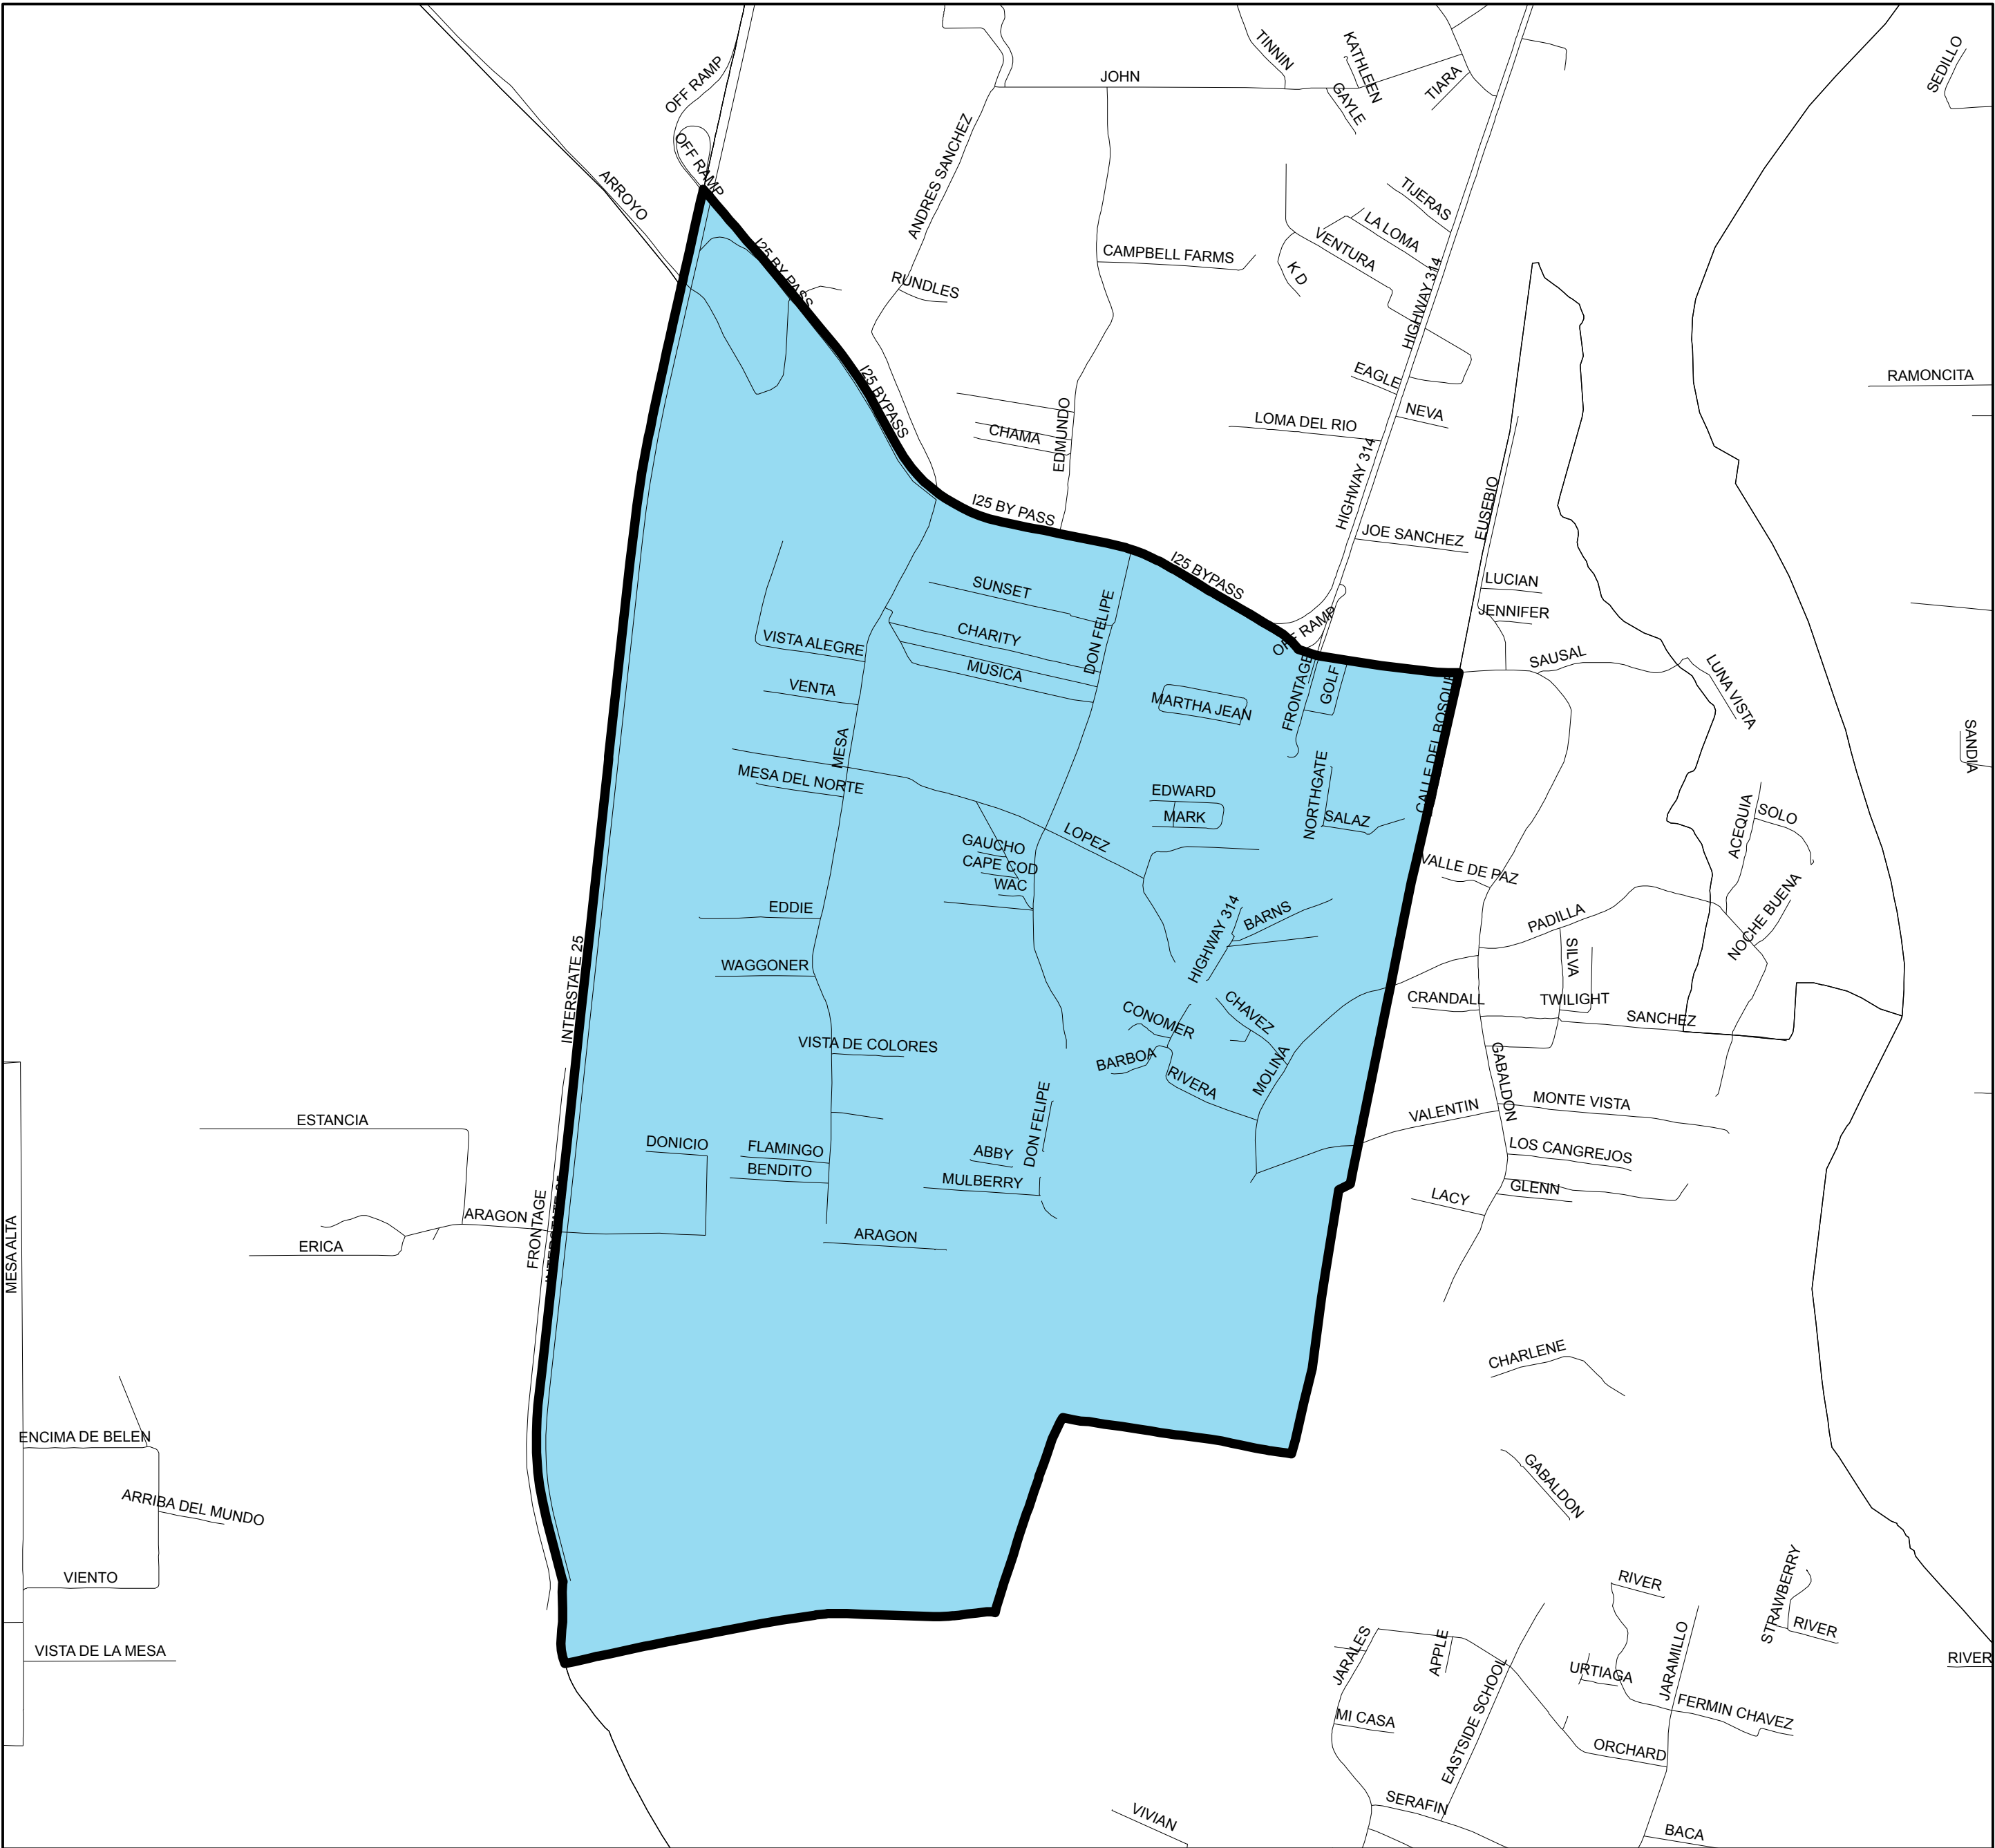 SEDILLO
TINNIN
KATHLEEN
OFF RAMP
JOHN
TIARA
GAYLE
OFF RAMP
ANDRES SANCHEZ
ARROYO
TIJERAS
LA LOMA
VENTURA
I25 BY PASS
CAMPBELL FARMS
K D
RUNDLES
HIGHWAY 314
EAGLE
RAMONCITA
I25 BYPASS
NEVA
LOMA DEL RIO
CHAMA
EDMUNDO
HIGHWAY 314
I25 BY PASS
EUSEBIO
JOE SANCHEZ
I25 BYPASS
LUCIAN
SUNSET
JENNIFER
DON FELIPE
CHARITY
OFF RAMP
VISTA ALEGRE
SAUSAL
MUSICA
LUNA VISTA
VENTA
FRONTAGE
GOLF
MARTHA JEAN
CALLE DEL BOSQUE
MESA
SANDIA
MESA DEL NORTE
EDWARD
NORTHGATE
MARK
SALAZ
SOLO
ACEQUIA
LOPEZ
GAUCHO
CAPE COD
VALLE DE PAZ
WAC
EDDIE
BARNS
PADILLA
NOCHE BUENA
HIGHWAY 314
SILVA
WAGGONER
INTERSTATE 25
CRANDALL
TWILIGHT
CHAVEZ
CONOMER
SANCHEZ
VISTA DE COLORES
BARBOA
MOLINA
RIVERA
GABALDON
MONTE VISTA
VALENTIN
ESTANCIA
DON FELIPE
DONICIO
FLAMINGO
ABBY
LOS CANGREJOS
BENDITO
MULBERRY
GLENN
LACY
FRONTAGE
INTERSTATE 25
ARAGON
ARAGON
ERICA
MESA ALTA
CHARLENE
ENCIMA DE BELEN
GABALDON
ARRIBA DEL MUNDO
VIENTO
RIVER
STRAWBERRY
RIVER
VISTA DE LA MESA
JARALES
APPLE
JARAMILLO
RIVER
URTIAGA
EASTSIDE SCHOOL
FERMIN CHAVEZ
MI CASA
ORCHARD
SERAFIN
VIVIAN
BACA